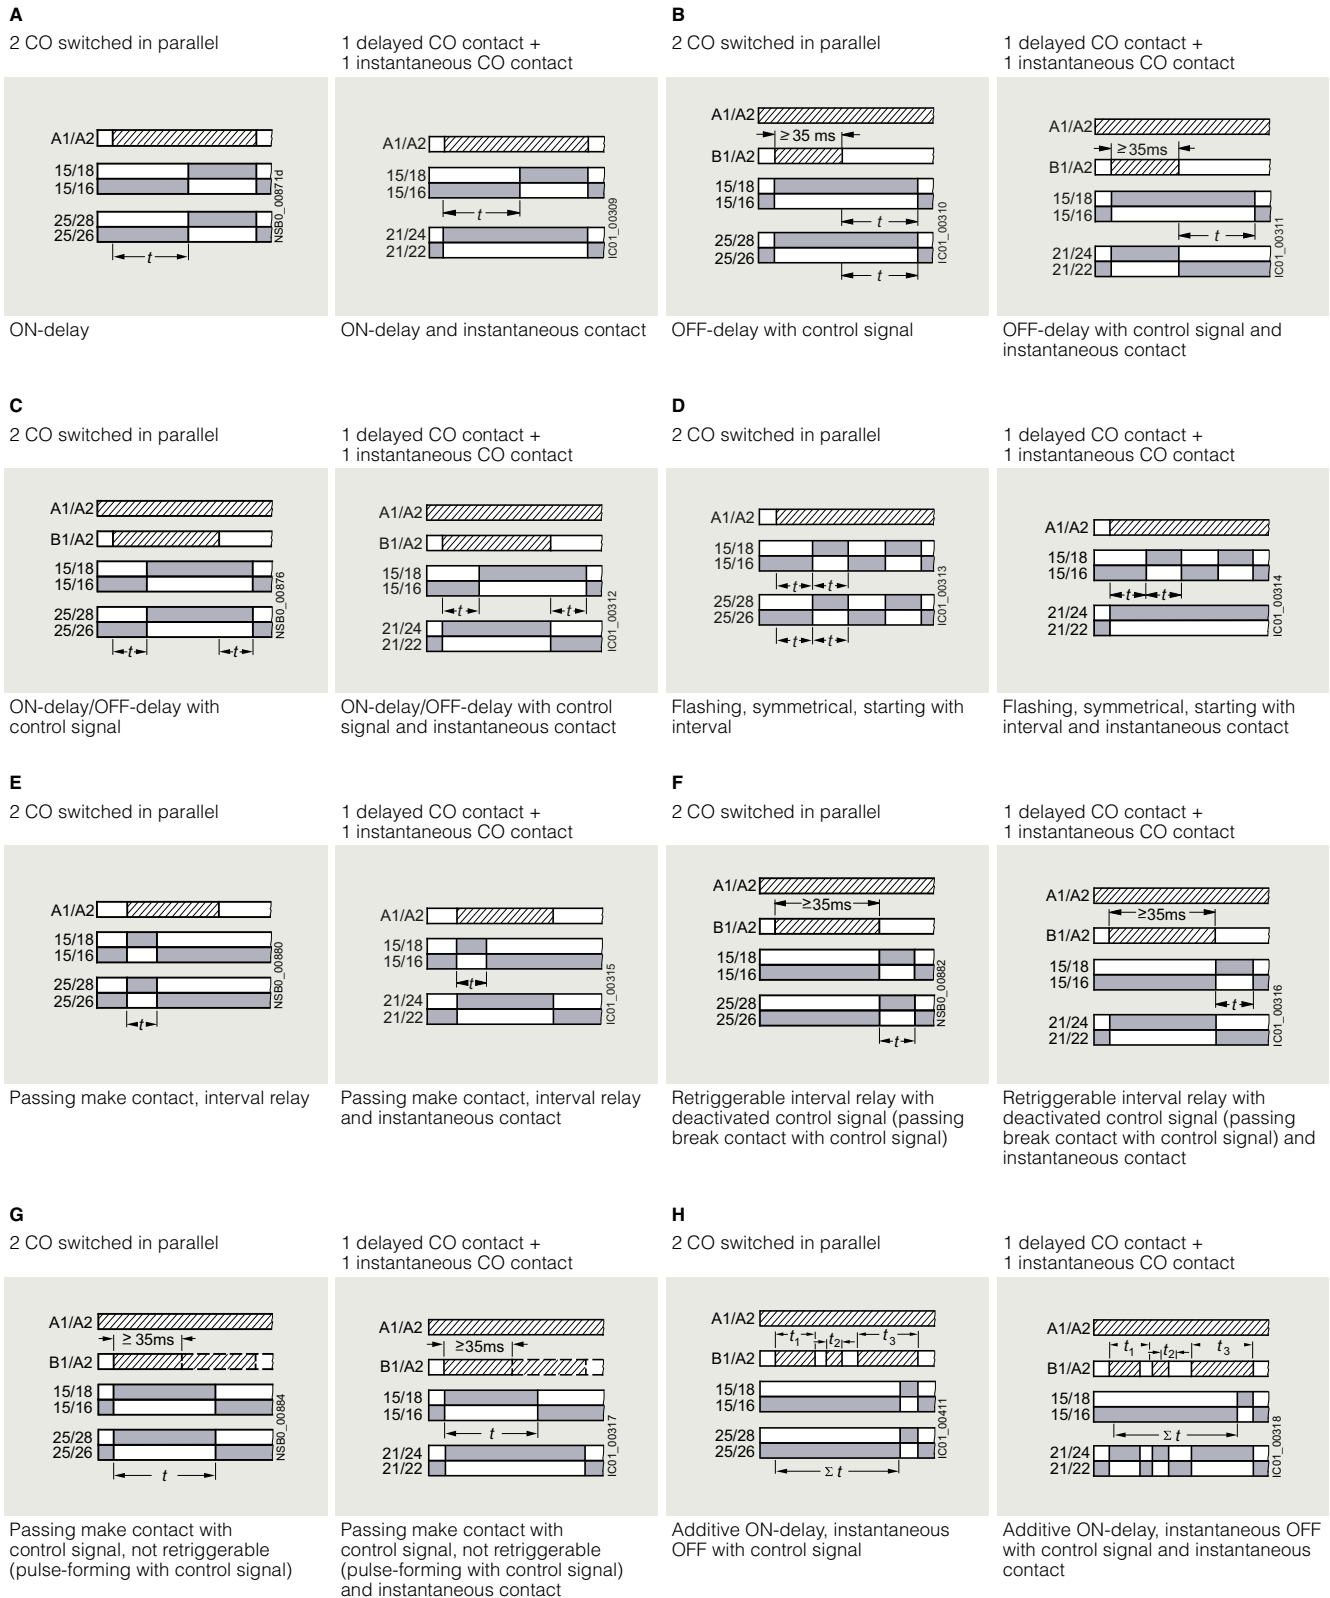 A
2 CO switched in parallel
1 delayed CO contact +
1 instantaneous CO contact
A1/A2
15/18
15/16
25/28
25/26
t
NSB0_00871d
ON-delay
A1/A2
15/18
15/16
t
21/24
21/22
IC01_00309
ON-delay and instantaneous contact
B
2 CO switched in parallel
1 delayed CO contact +
1 instantaneous CO contact
A1/A2
≥ 35 ms
B1/A2
15/18
15/16
t
25/28
25/26
t
IC01_00310
OFF-delay with control signal
A1/A2
≥ 35ms
B1/A2
15/18
15/16
t
21/24
21/22
IC01_00311
OFF-delay with control signal and
instantaneous contact
C
2 CO switched in parallel
1 delayed CO contact +
1 instantaneous CO contact
A1/A2
B1/A2
15/18
15/16
25/28
25/26
t t
NSB0_00876
ON-delay/OFF-delay with
control signal
A1/A2
B1/A2
15/18
15/16
t t
21/24
21/22
IC01_00312
ON-delay/OFF-delay with control
signal and instantaneous contact
D
2 CO switched in parallel
1 delayed CO contact +
1 instantaneous CO contact
A1/A2
15/18
15/16
t t
25/28
25/26
t t
IC01_00313
Flashing, symmetrical, starting with
interval
A1/A2
15/18
15/16
t t
21/24
21/22
IC01_00314
Flashing, symmetrical, starting with
interval and instantaneous contact
E
2 CO switched in parallel
1 delayed CO contact +
1 instantaneous CO contact
A1/A2
15/18
15/16
25/28
25/26
t
NSB0_00880
Passing make contact, interval relay
A1/A2
15/18
15/16
t
21/24
21/22
IC01_00315
Passing make contact, interval relay
and instantaneous contact
F
2 CO switched in parallel
1 delayed CO contact +
1 instantaneous CO contact
A1/A2
≥35ms
B1/A2
15/18
15/16
25/28
25/26
t
NSB0_00882
Retriggerable interval relay with
deactivated control signal (passing
break contact with control signal)
A1/A2
≥35ms
B1/A2
15/18
15/16
t
21/24
21/22
IC01_00316
Retriggerable interval relay with
deactivated control signal (passing
break contact with control signal) and
instantaneous contact
G
2 CO switched in parallel
1 delayed CO contact +
1 instantaneous CO contact
A1/A2
≥ 35ms
B1/A2
15/18
15/16
25/28
25/26
t
NSB0_00884
Passing make contact with
control signal, not retriggerable
(pulse-forming with control signal)
A1/A2
≥35ms
B1/A2
15/18
15/16
t
21/24
21/22
IC01_00317
Passing make contact with
control signal, not retriggerable
(pulse-forming with control signal)
and instantaneous contact
H
2 CO switched in parallel
1 delayed CO contact +
1 instantaneous CO contact
A1/A2
t1 t2 t3
B1/A2
15/18
15/16
25/28
25/26
Σ t
IC01_00411
Additive ON-delay, instantaneous
OFF with control signal
A1/A2
t1 t2 t3
B1/A2
15/18
15/16
Σ t
21/24
21/22
IC01_00318
Additive ON-delay, instantaneous OFF
with control signal and instantaneous
contact